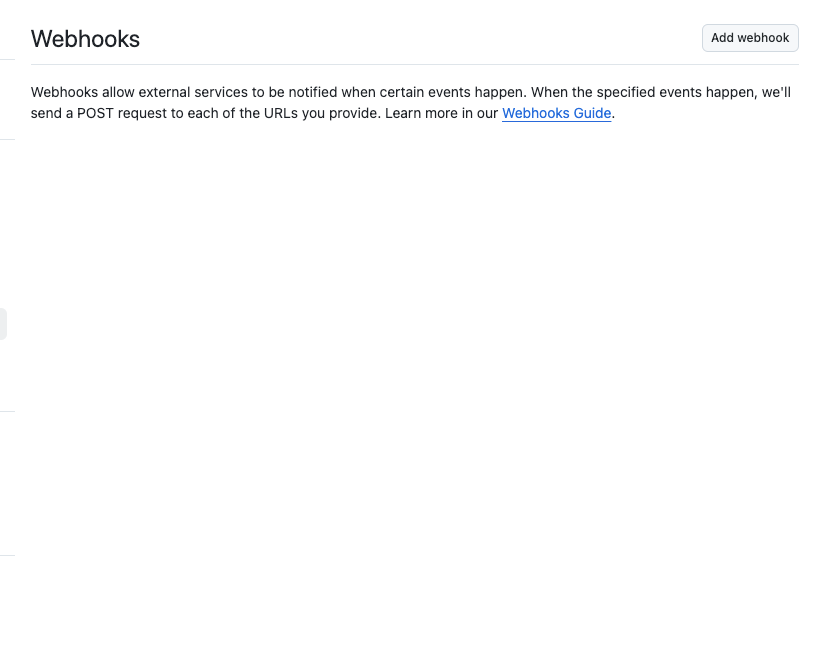 Webhooks
Add webhook
Webhooks allow external services to be notified when certain events happen. When the specified events happen, we'll
send a POST request to each of the URLs you provide. Learn more in our Webhooks Guide.